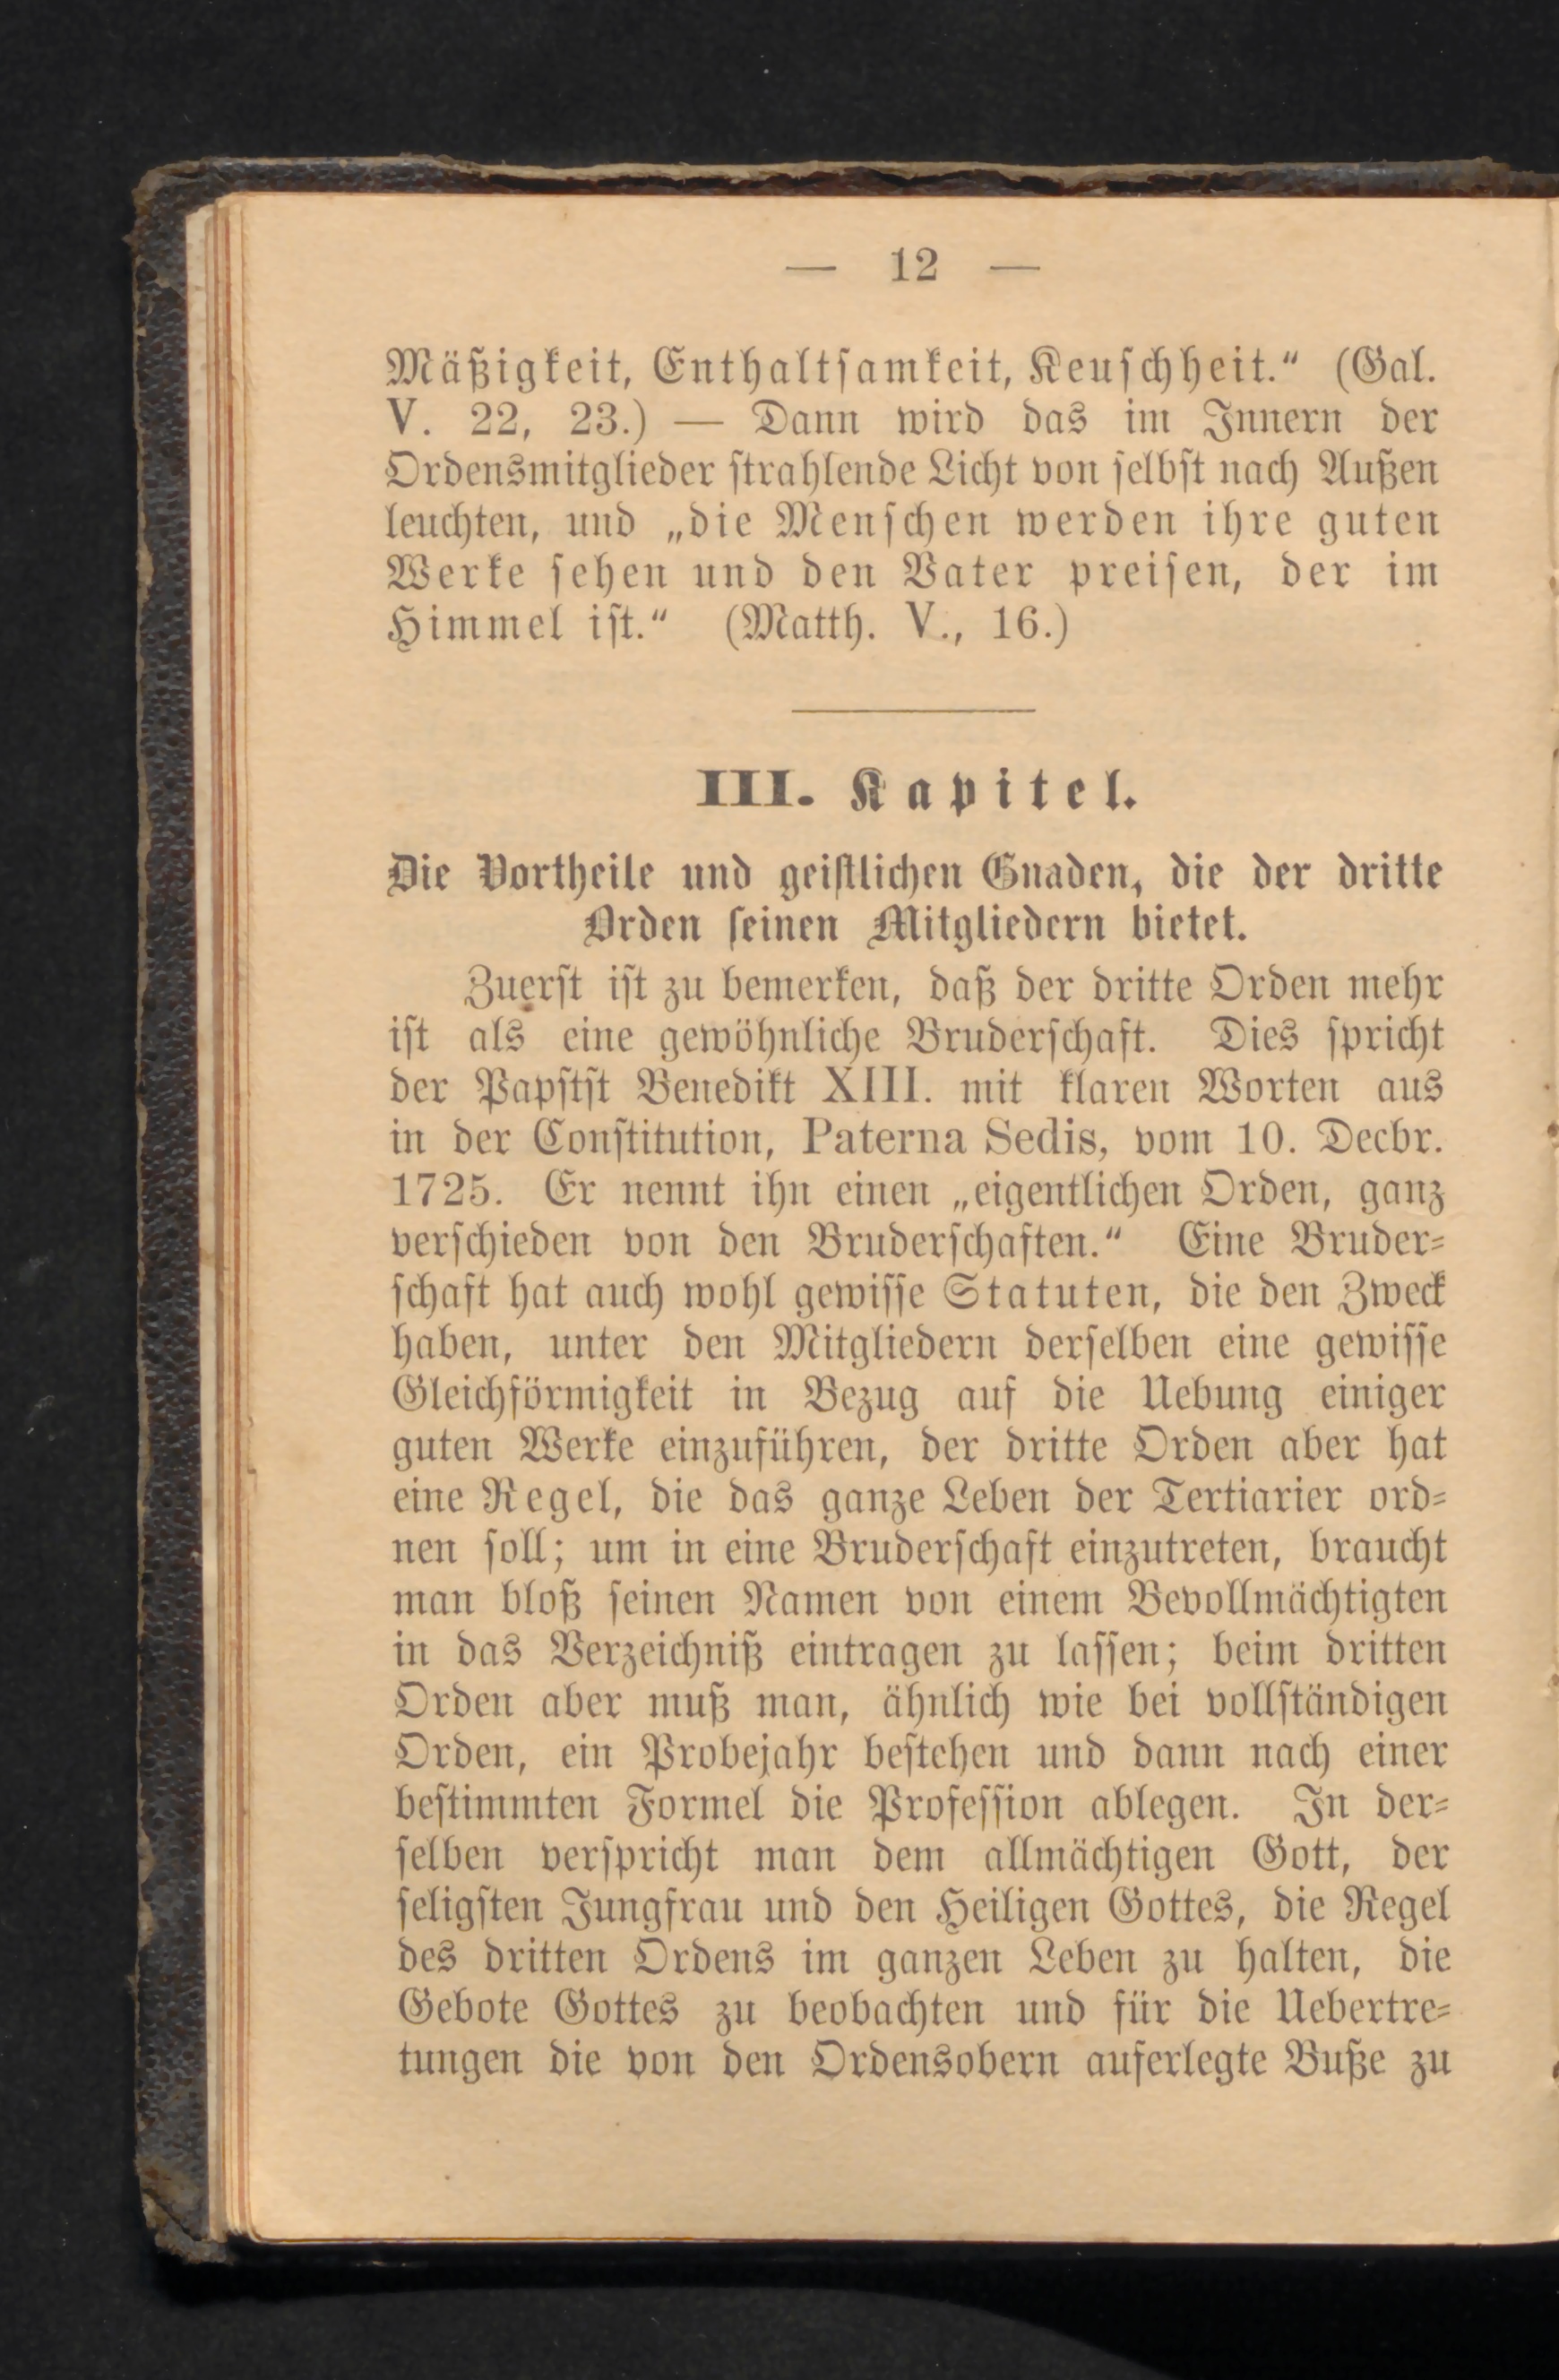 — 12 —
Mäßigkeit, Enthaltsamkeit, Keuschheit.“ (Gal.
V. 22, 23.) — Dann wird das im Innern der
Ordensmitglieder strahlende Licht von selbst nach Außen
leuchten, und „die Menschen werden ihre guten
Werke sehen und den Vater preisen, der im
Himmel ist.“ (Matth. V., 16.)
III. Kapitel.
Die Vortheile und geistlichen Gnaden, die der dritte
Orden seinen Mitgliedern bietet.
Zuerst ist zu bemerken, daß der dritte Orden mehr
ist als eine gewöhnliche Bruderschaft. Dies spricht
der Papstst Benedikt XIII. mit klaren Worten aus
in der Constitution, Paterna Sedis, vom 10. Decbr.
1725. Er nennt ihn einen „eigentlichen Orden, ganz
verschieden von den Bruderschaften.“ Eine Bruder-
schaft hat auch wohl gewisse Statuten, die den Zweck
haben, unter den Mitgliedern derselben eine gewisse
Gleichförmigkeit in Bezug auf die Uebung einiger
guten Werke einzuführen, der dritte Orden aber hat
eine Regel, die das ganze Leben der Tertiarier ord-
nen soll; um in eine Bruderschaft einzutreten, braucht
man bloß seinen Namen von einem Bevollmächtigten
in das Verzeichniß eintragen zu lassen; beim dritten
Orden aber muß man, ähnlich wie bei vollständigen
Orden, ein Probejahr bestehen und dann nach einer
bestimmten Formel die Profession ablegen. In der-
selben verspricht man dem allmächtigen Gott, der
seligsten Jungfrau und den Heiligen Gottes, die Regel
des dritten Ordens im ganzen Leben zu halten, die
Gebote Gottes zu beobachten und für die Uebertre-
tungen die von den Ordensobern auferlegte Buße zu